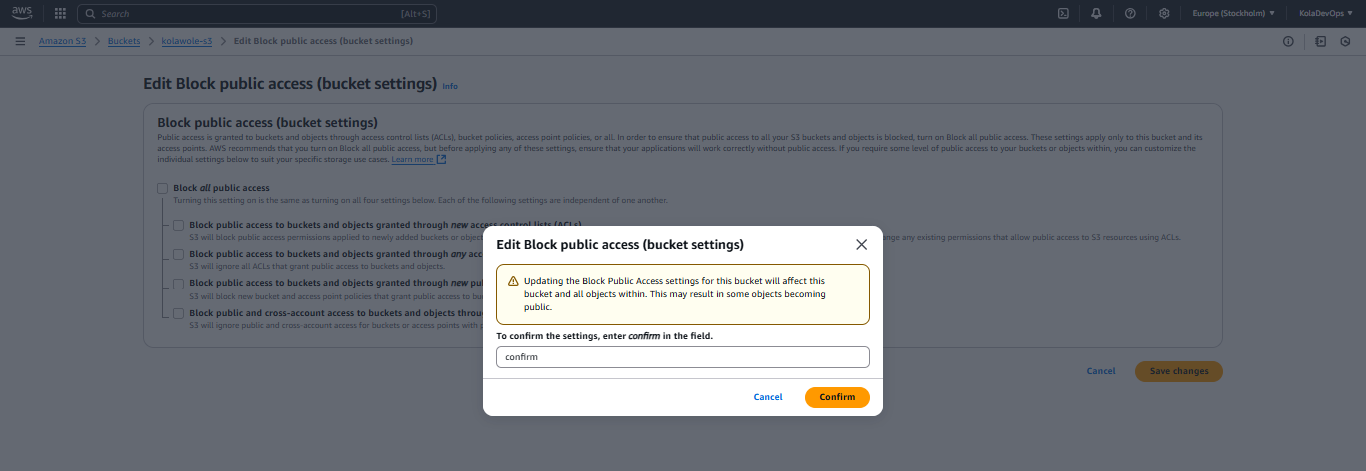 aws
Search [Alt+S] Europe (Stockholm) KolaDevOps
Amazon S3 > Buckets > kolawole-s3 > Edit Block public access (bucket settings)
Edit Block public access (bucket settings) Info
Block public access (bucket settings)
Public access is granted to buckets and objects through access control lists (ACLs), bucket policies, access point policies, or all. In order to ensure that public access to all your S3 buckets and objects is blocked, turn on Block all public access. These settings apply only to this bucket and its
access points. AWS recommends that you turn on Block all public access, but before applying any of these settings, ensure that your applications will work correctly without public access. If you require some level of public access to your buckets or objects within, you can customize the
individual settings below to suit your specific storage use cases. Learn more
Block all public access
Turning this setting on is the same as turning on all four settings below. Each of the following settings are independent of one another.
Block public access to buckets and objects granted through new access control lists (ACLs)
S3 will block public access permissions applied to newly added buckets or objec nge any existing permissions that allow public access to S3 resources using ACLs.
Block public access to buckets and objects granted through any acc
S3 will ignore all ACLs that grant public access to buckets and objects.
Block public access to buckets and objects granted through new pu
S3 will block new bucket and access point policies that grant public access to bu
Block public and cross-account access to buckets and objects throu
S3 will ignore public and cross-account access for buckets or access points with p
Edit Block public access (bucket settings)
Updating the Block Public Access settings for this bucket will affect this
bucket and all objects within. This may result in some objects becoming
public.
To confirm the settings, enter confirm in the field.
confirm
Cancel Confirm
Cancel Save changes